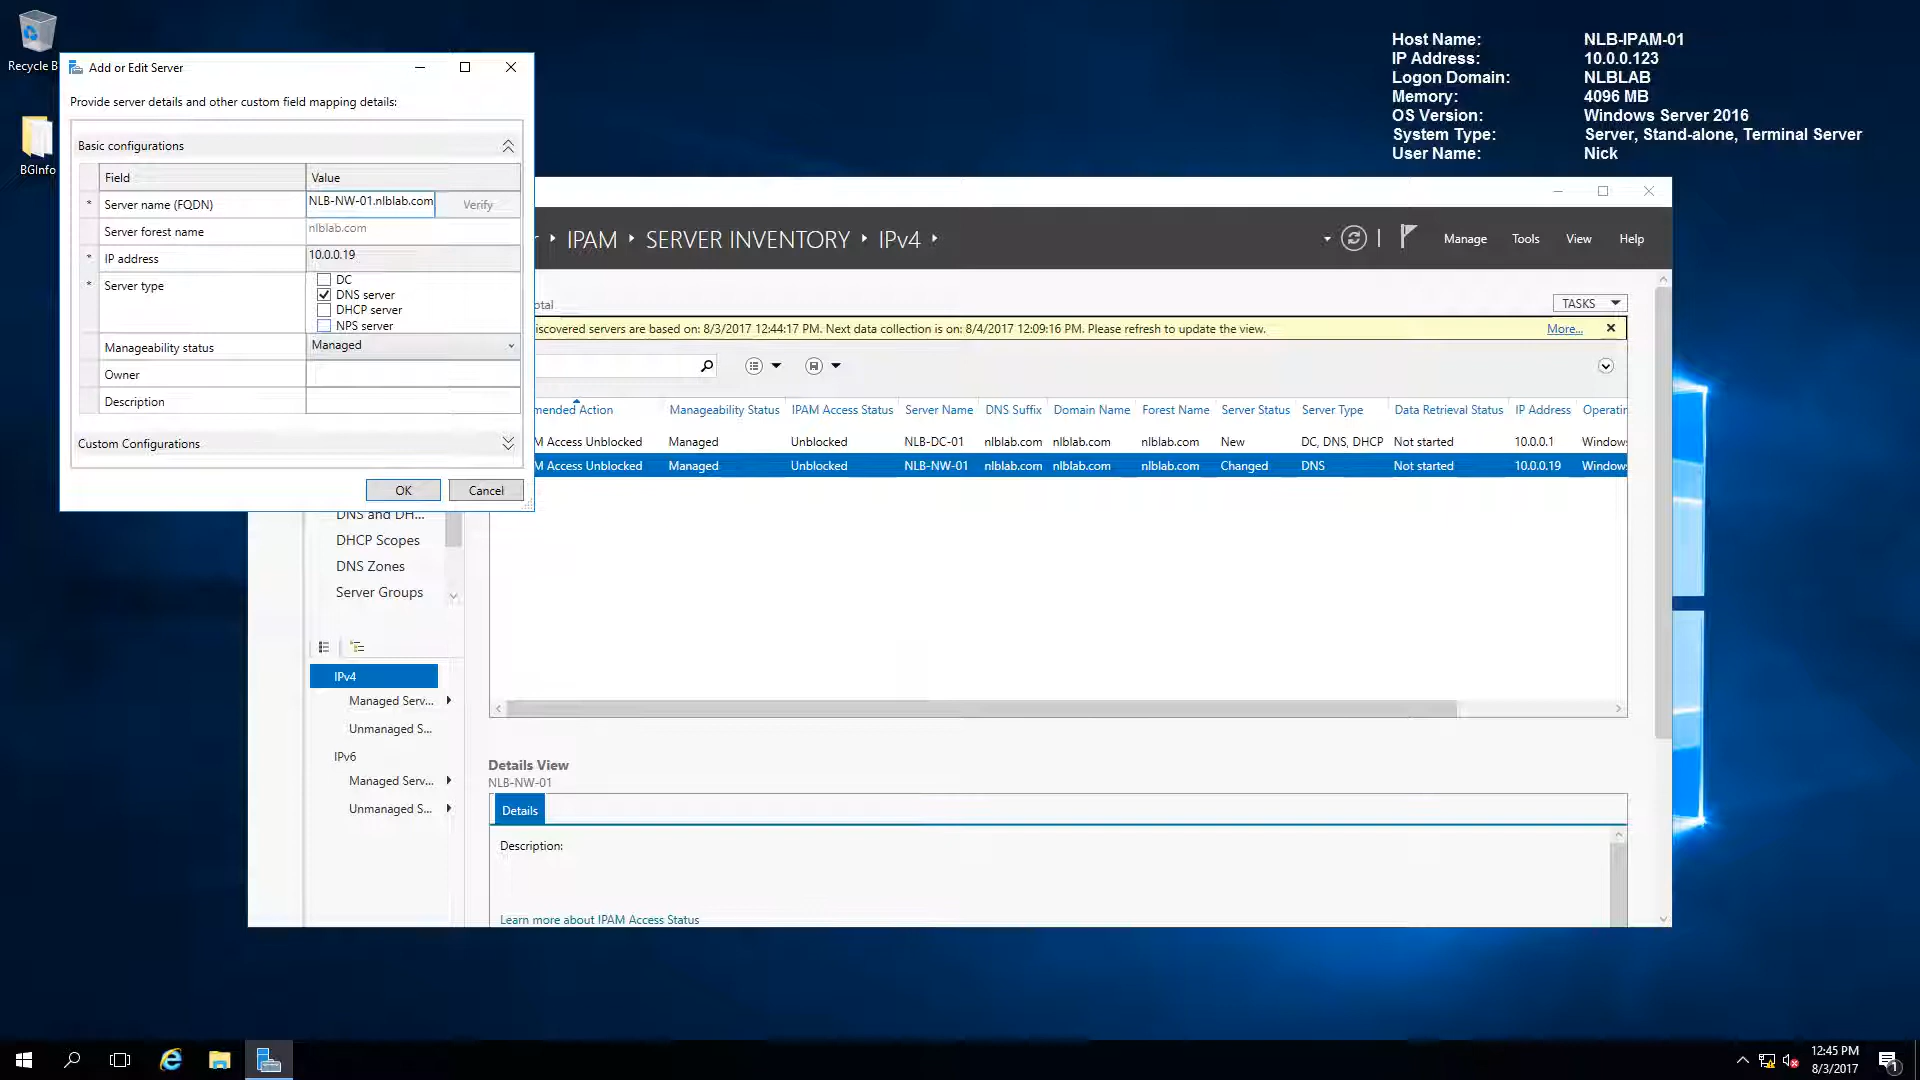 Recycle B
BGInfo
Host Name: NLB-IPAM-01
IP Address: 10.0.0.123
Logon Domain: NLBLAB
Memory: 4096 MB
OS Version: Windows Server 2016
System Type: Server, Stand-alone, Terminal Server
User Name: Nick
Add or Edit Server
Provide server details and other custom field mapping details:
Basic configurations
Field Value
* Server name (FQDN) NLB-NW-01.nlblab.com Verify
Server forest name nlblab.com
* IP address 10.0.0.19
* Server type DC
DNS server
DHCP server
NPS server
Manageability status Managed
Owner
Description
Custom Configurations
OK Cancel
IPAM SERVER INVENTORY IPv4 Manage Tools View Help
otal
TASKS
iscovered servers are based on: 8/3/2017 12:44:17 PM. Next data collection is on: 8/4/2017 12:09:16 PM. Please refresh to update the view. More...
mended Action Manageability Status IPAM Access Status Server Name DNS Suffix Domain Name Forest Name Server Status Server Type Data Retrieval Status IP Address Operatin
M Access Unblocked Managed Unblocked NLB-DC-01 nlblab.com nlblab.com nlblab.com New DC, DNS, DHCP Not started 10.0.0.1 Windows
M Access Unblocked Managed Unblocked NLB-NW-01 nlblab.com nlblab.com nlblab.com Changed DNS Not started 10.0.0.19 Windows
DNS and DH...
DHCP Scopes
DNS Zones
Server Groups
IPv4
Managed Serv...
Unmanaged S...
IPv6
Managed Serv...
Unmanaged S...
Details View
NLB-NW-01
Details
Description:
Learn more about IPAM Access Status
12:45 PM
8/3/2017
1